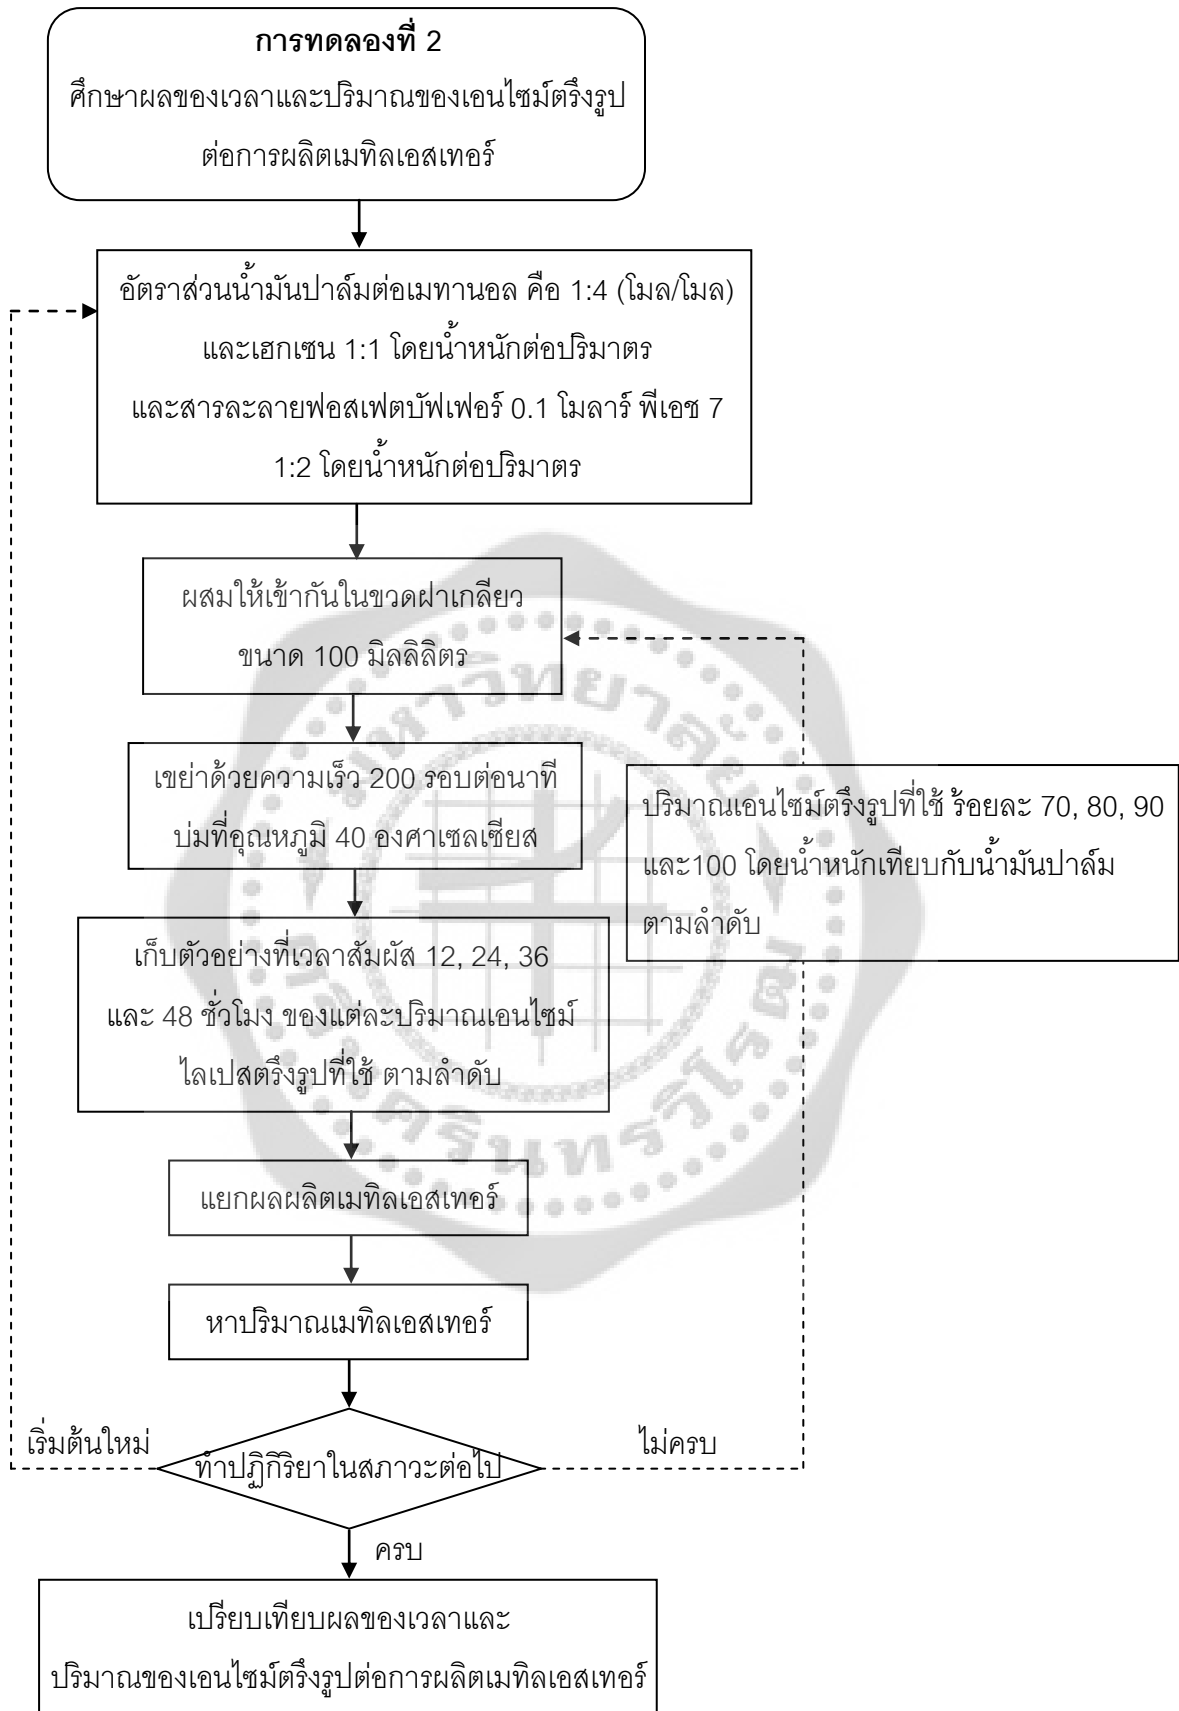 การทดลองที่ 2
ศึกษาผลของเวลาและปริมาณของเอนไซม์ตรึงรูป
ต่อการผลิตเมทิลเอสเทอร์
อัตราส่วนน้ำมันปาล์มต่อเมทานอล คือ 1:4 (โมล/โมล)
และเฮกเซน 1:1 โดยน้ำหนักต่อปริมาตร
และสารละลายฟอสเฟตบัฟเฟอร์ 0.1 โมลาร์ พีเอช 7
1:2 โดยน้ำหนักต่อปริมาตร
ผสมให้เข้ากันในขวดฝาเกลียว
ขนาด 100 มิลลิลิตร
เขย่าด้วยความเร็ว 200 รอบต่อนาที
บ่มที่อุณหภูมิ 40 องศาเซลเซียส
ปริมาณเอนไซม์ตรึงรูปที่ใช้ ร้อยละ 70, 80, 90
และ100 โดยน้ำหนักเทียบกับน้ำมันปาล์ม
ตามลำดับ
เก็บตัวอย่างที่เวลาสัมผัส 12, 24, 36
และ 48 ชั่วโมง ของแต่ละปริมาณเอนไซม์
ไลเปสตรึงรูปที่ใช้ ตามลำดับ
แยกผลผลิตเมทิลเอสเทอร์
หาปริมาณเมทิลเอสเทอร์
เริ่มต้นใหม่
ไม่ครบ
ทำปฏิกิริยาในสภาวะต่อไป
ครบ
เปรียบเทียบผลของเวลาและ
ปริมาณของเอนไซม์ตรึงรูปต่อการผลิตเมทิลเอสเทอร์
มหาวิทยาลัย
ศรีนครินทรวิโรฒ